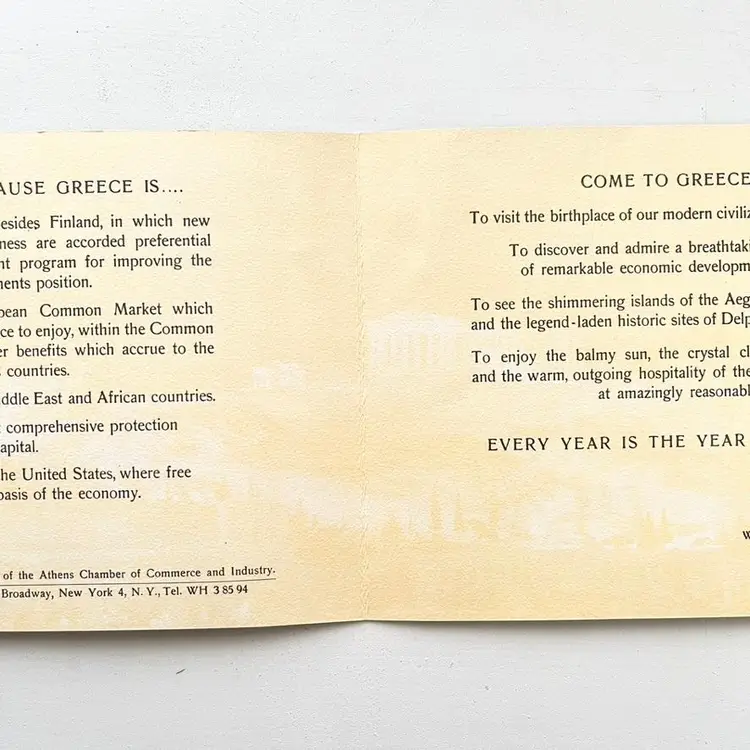 AUSE GREECE IS....
esides Finland, in which new
ness are accorded preferential
nt program for improving the
ments position.
pean Common Market which
ce to enjoy, within the Common
er benefits which accrue to the
countries.
iddle East and African countries.
comprehensive protection
apital.
he United States, where free
basis of the economy.
of the Athens Chamber of Commerce and Industry.
Broadway, New York 4, N. Y., Tel. WH 3 85 94
COME TO GREECE
To visit the birthplace of our modern civiliz
To discover and admire a breathtaki
of remarkable economic developm
To see the shimmering islands of the Aeg
and the legend-laden historic sites of Delp
To enjoy the balmy sun, the crystal cl
and the warm, outgoing hospitality of the
at amazingly reasonabl
EVERY YEAR IS THE YEAR
W